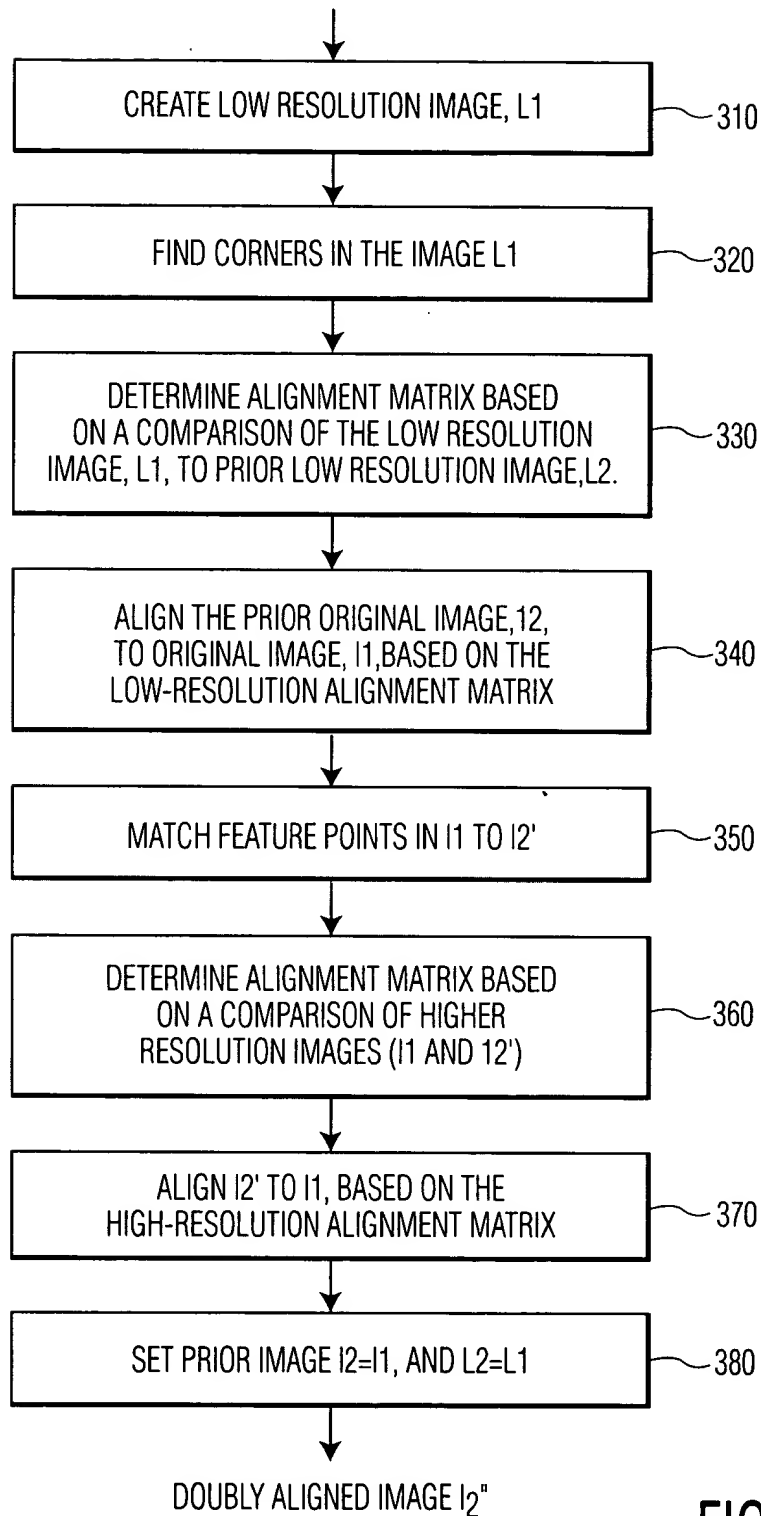 CREATE LOW RESOLUTION IMAGE, L1
310
FIND CORNERS IN THE IMAGE L1
320
DETERMINE ALIGNMENT MATRIX BASED
ON A COMPARISON OF THE LOW RESOLUTION
IMAGE, L1, TO PRIOR LOW RESOLUTION IMAGE,L2.
330
ALIGN THE PRIOR ORIGINAL IMAGE,12,
TO ORIGINAL IMAGE, I1,BASED ON THE
LOW-RESOLUTION ALIGNMENT MATRIX
340
MATCH FEATURE POINTS IN I1 TO I2'
350
DETERMINE ALIGNMENT MATRIX BASED
ON A COMPARISON OF HIGHER
RESOLUTION IMAGES (I1 AND 12')
360
ALIGN I2' TO I1, BASED ON THE
HIGH-RESOLUTION ALIGNMENT MATRIX
370
SET PRIOR IMAGE I2=I1, AND L2=L1
380
DOUBLY ALIGNED IMAGE I2"